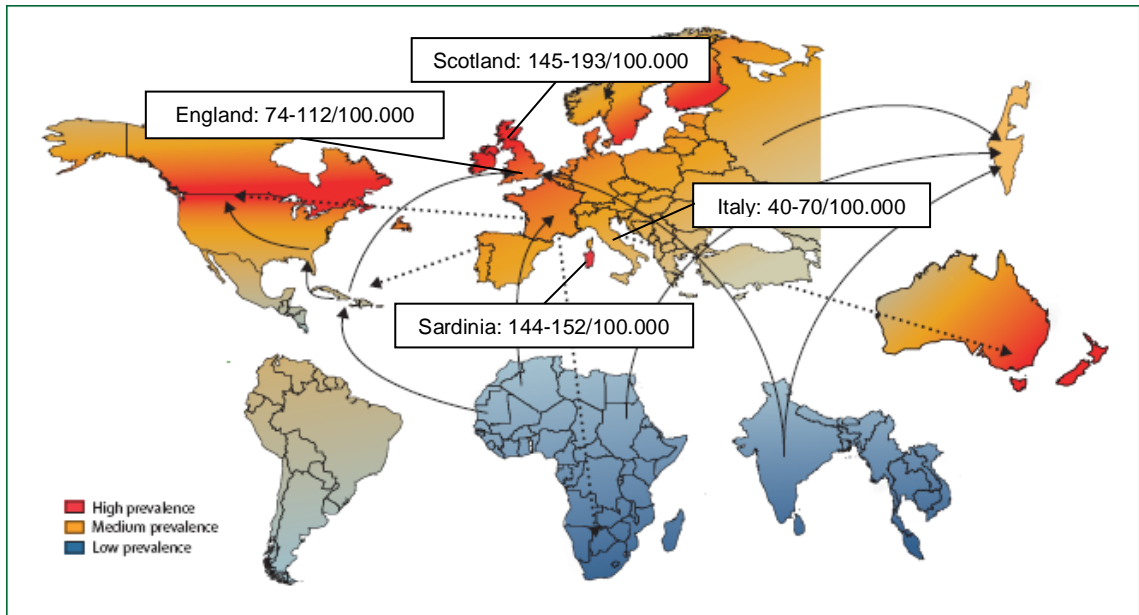 Scotland: 145-193/100.000
England: 74-112/100.000
Italy: 40-70/100.000
Sardinia: 144-152/100.000
High prevalence
Medium prevalence
Low prevalence